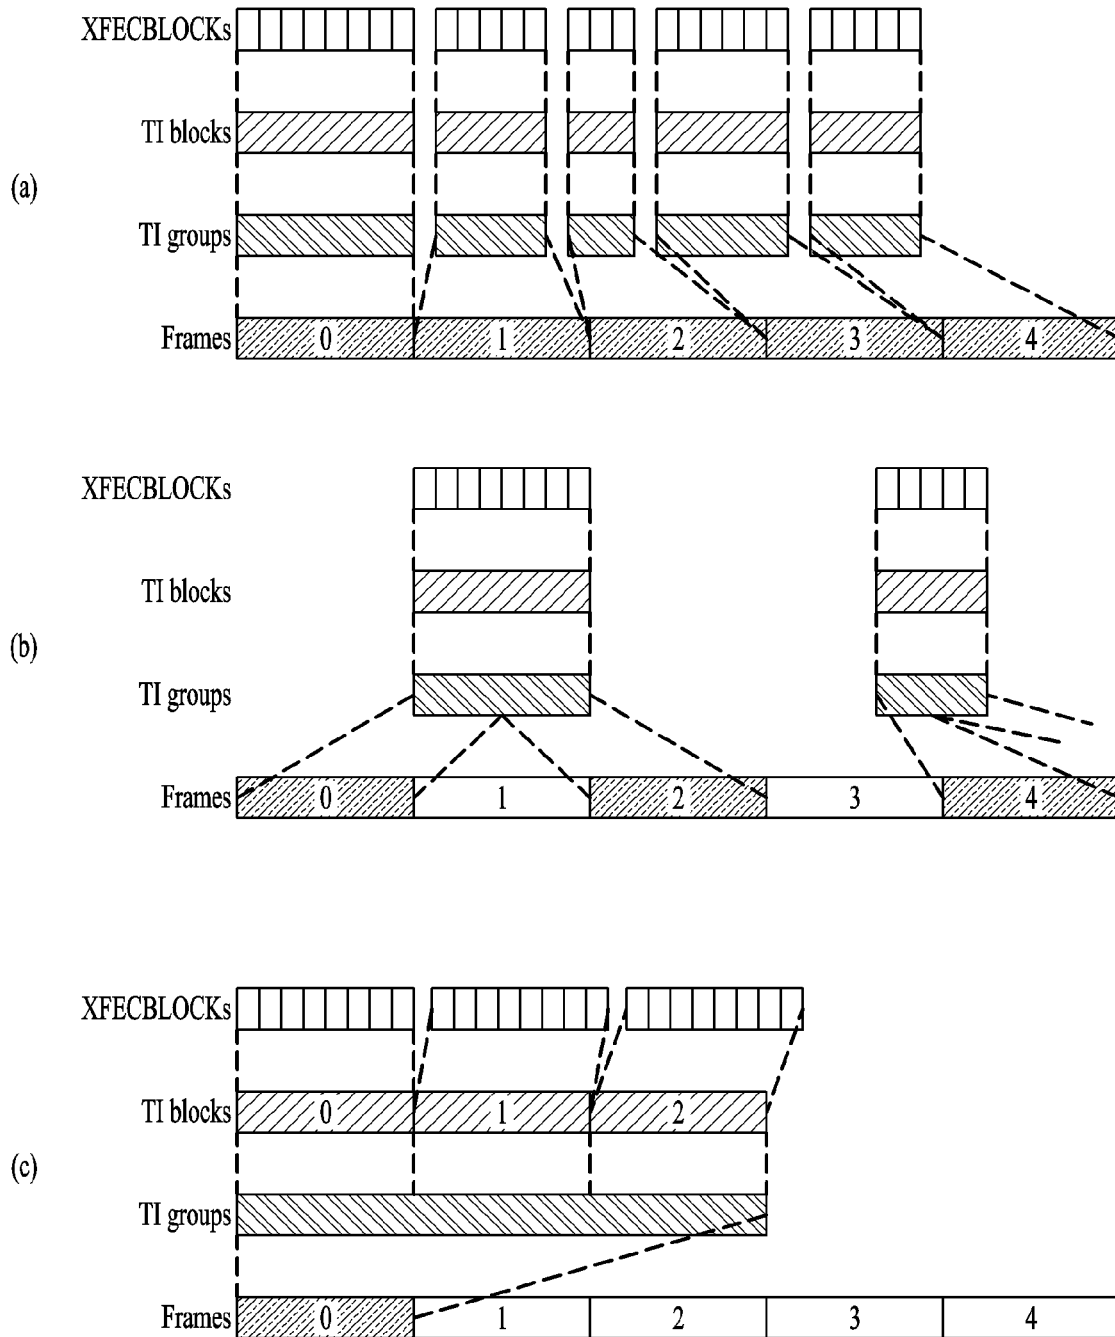 XFECBLOCKs
TI blocks
(a)
TI groups
Frames 0 1 2 3 4
XFECBLOCKs
TI blocks
(b)
TI groups
Frames 0 1 2 3 4
XFECBLOCKs
TI blocks 0 1 2
(c)
TI groups
Frames 0 1 2 3 4